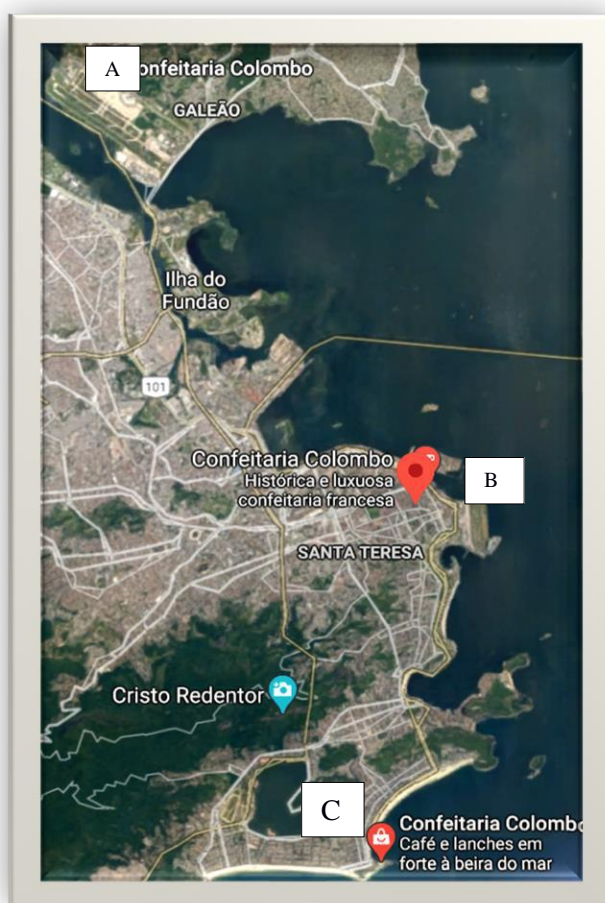 A
onfeitaria Colombo
GALEÃO
Ilha do
Fundão
101
Confeitaria Colombo
Histórica e luxuosa
confeitaria francesa
B
SANTA TERESA
Cristo Redentor
C
Confeitaria Colombo
Café e lanches em
forte à beira do mar